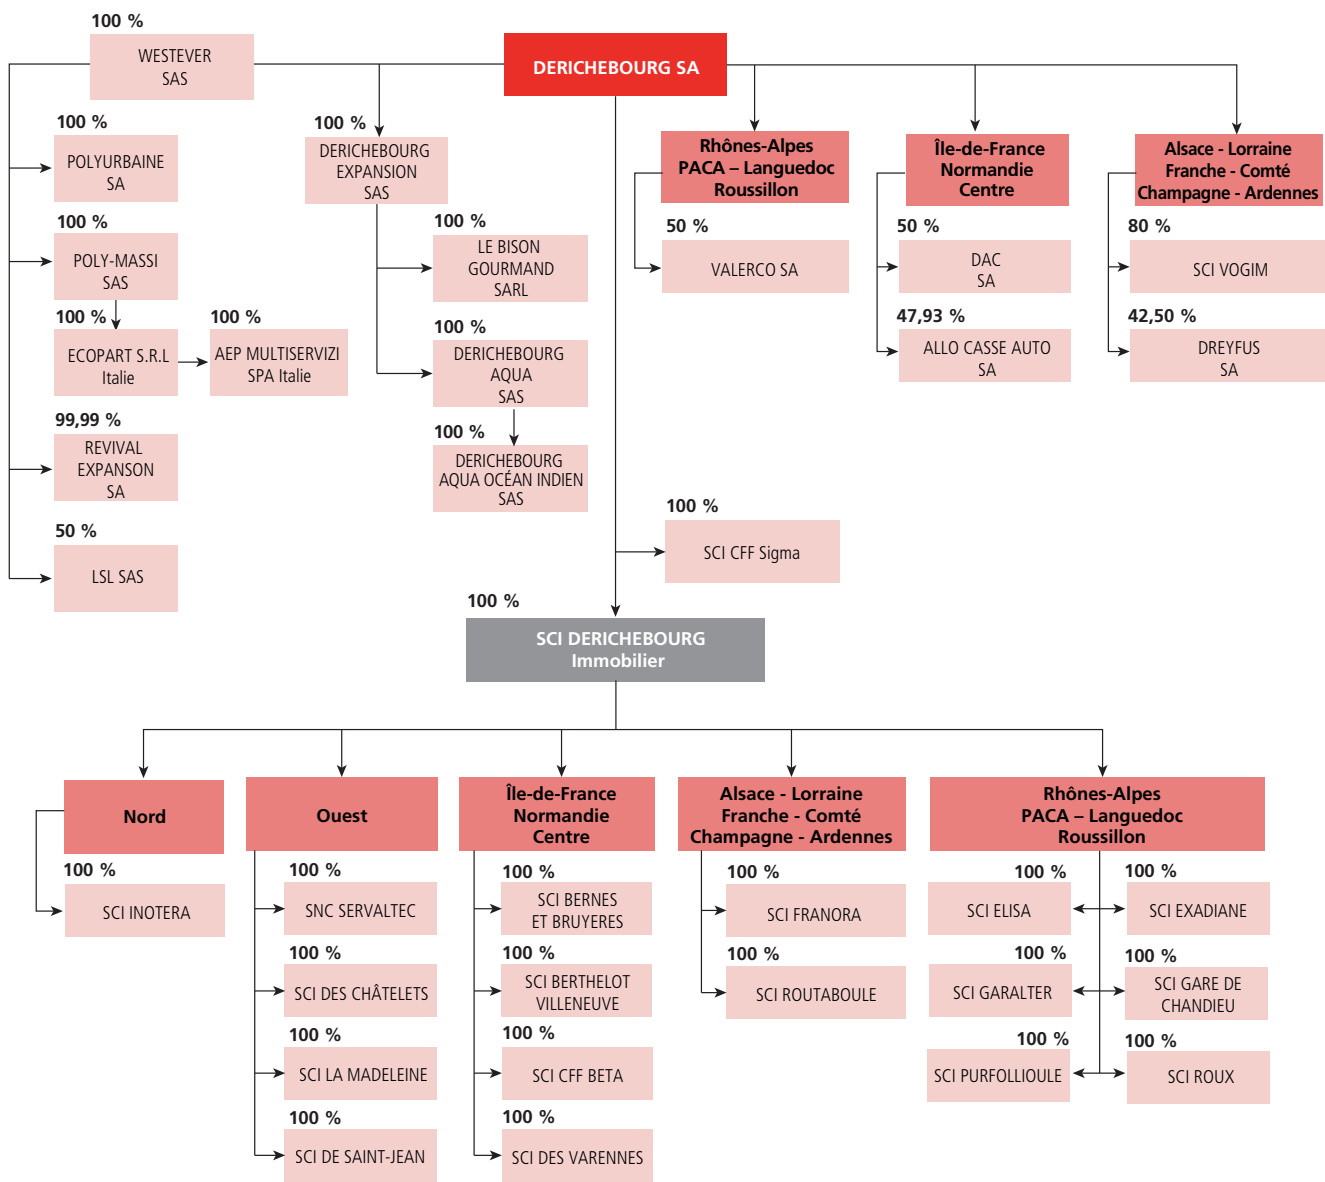 100 %
WESTEVER
SAS
DERICHEBOURG SA
100 %
POLYURBAINE
SA
100 %
POLY-MASSI
SAS
100 %
ECOPART S.R.L
Italie
100 %
AEP MULTISERVIZI
SPA Italie
99,99 %
REVIVAL
EXPANSON
SA
50 %
LSL SAS
100 %
DERICHEBOURG
EXPANSION
SAS
100 %
LE BISON
GOURMAND
SARL
100 %
DERICHEBOURG
AQUA
SAS
100 %
DERICHEBOURG
AQUA OCÉAN INDIEN
SAS
Rhônes-Alpes
PACA – Languedoc
Roussillon
50 %
VALERCO SA
Île-de-France
Normandie
Centre
50 %
DAC
SA
47,93 %
ALLO CASSE AUTO
SA
Alsace - Lorraine
Franche - Comté
Champagne - Ardennes
80 %
SCI VOGIM
42,50 %
DREYFUS
SA
100 %
SCI CFF Sigma
100 %
SCI DERICHEBOURG
Immobilier
Nord
100 %
SCI INOTERA
Ouest
100 %
SNC SERVALTEC
100 %
SCI DES CHÂTELETS
100 %
SCI LA MADELEINE
100 %
SCI DE SAINT-JEAN
Île-de-France
Normandie
Centre
100 %
SCI BERNES
ET BRUYERES
100 %
SCI BERTHELOT
VILLENEUVE
100 %
SCI CFF BETA
100 %
SCI DES VARENNES
Alsace - Lorraine
Franche - Comté
Champagne - Ardennes
100 %
SCI FRANORA
100 %
SCI ROUTABOULE
Rhônes-Alpes
PACA – Languedoc
Roussillon
100 %
SCI ELISA
100 %
SCI EXADIANE
100 %
SCI GARALTER
100 %
SCI GARE DE
CHANDIEU
100 %
SCI PURFOLLIOULE
100 %
SCI ROUX